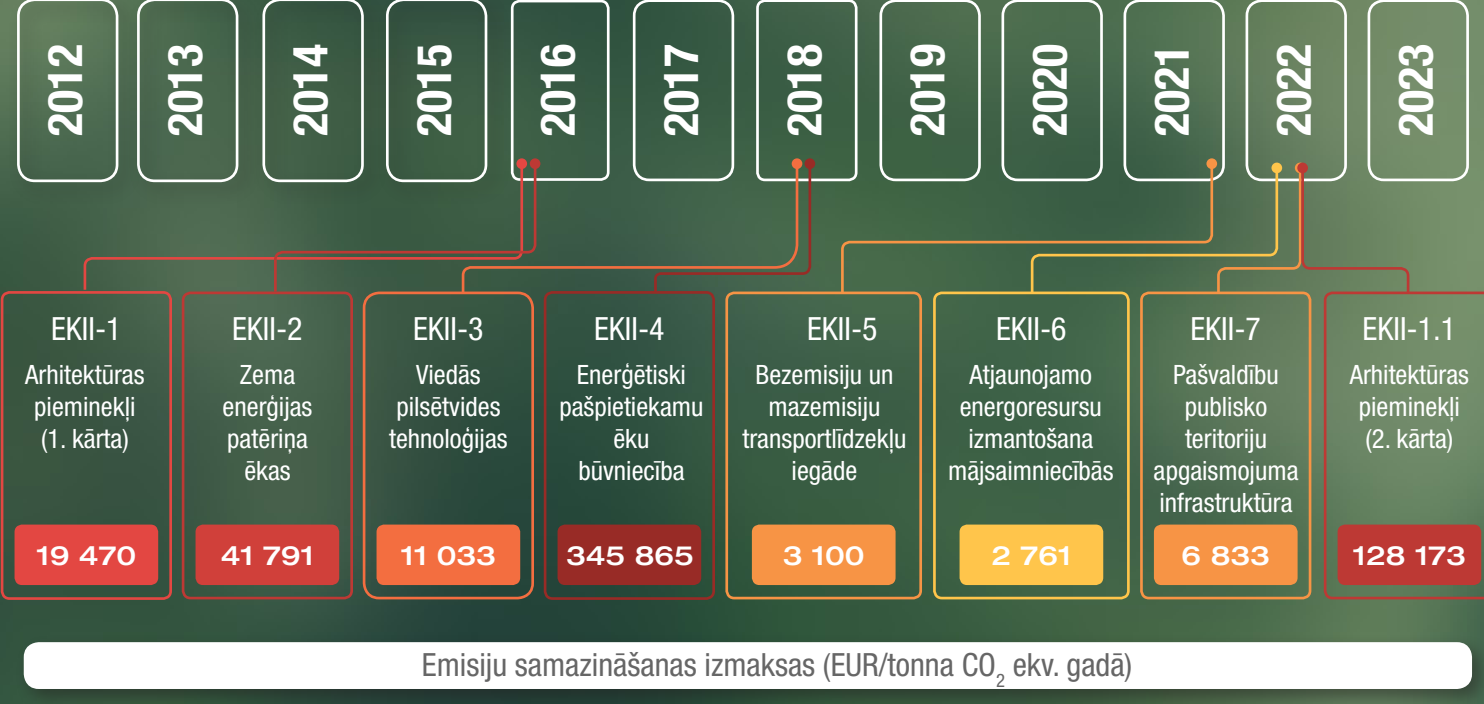 2012
2013
2014
2015
2016
2017
2018
2019
2020
2021
2022
2023
EKII-1
Arhitektūras
pieminekļi
(1. kārta)
19 470
EKII-2
Zema
enerģijas
patēriņa
ēkas
41 791
EKII-3
Viedās
pilsētvides
tehnoloģijas
11 033
EKII-4
Enerģētiski
pašpietiekamu
ēku
būvniecība
345 865
EKII-5
Bezemisiju un
mazemisiju
transportlīdzekļu
iegāde
3 100
EKII-6
Atjaunojamo
energoresursu
izmantošana
mājsaimniecībās
2 761
EKII-7
Pašvaldību
publisko
teritoriju
apgaismojuma
infrastruktūra
6 833
EKII-1.1
Arhitektūras
pieminekļi
(2. kārta)
128 173
Emisiju samazināšanas izmaksas (EUR/tonna CO₂ ekv. gadā)